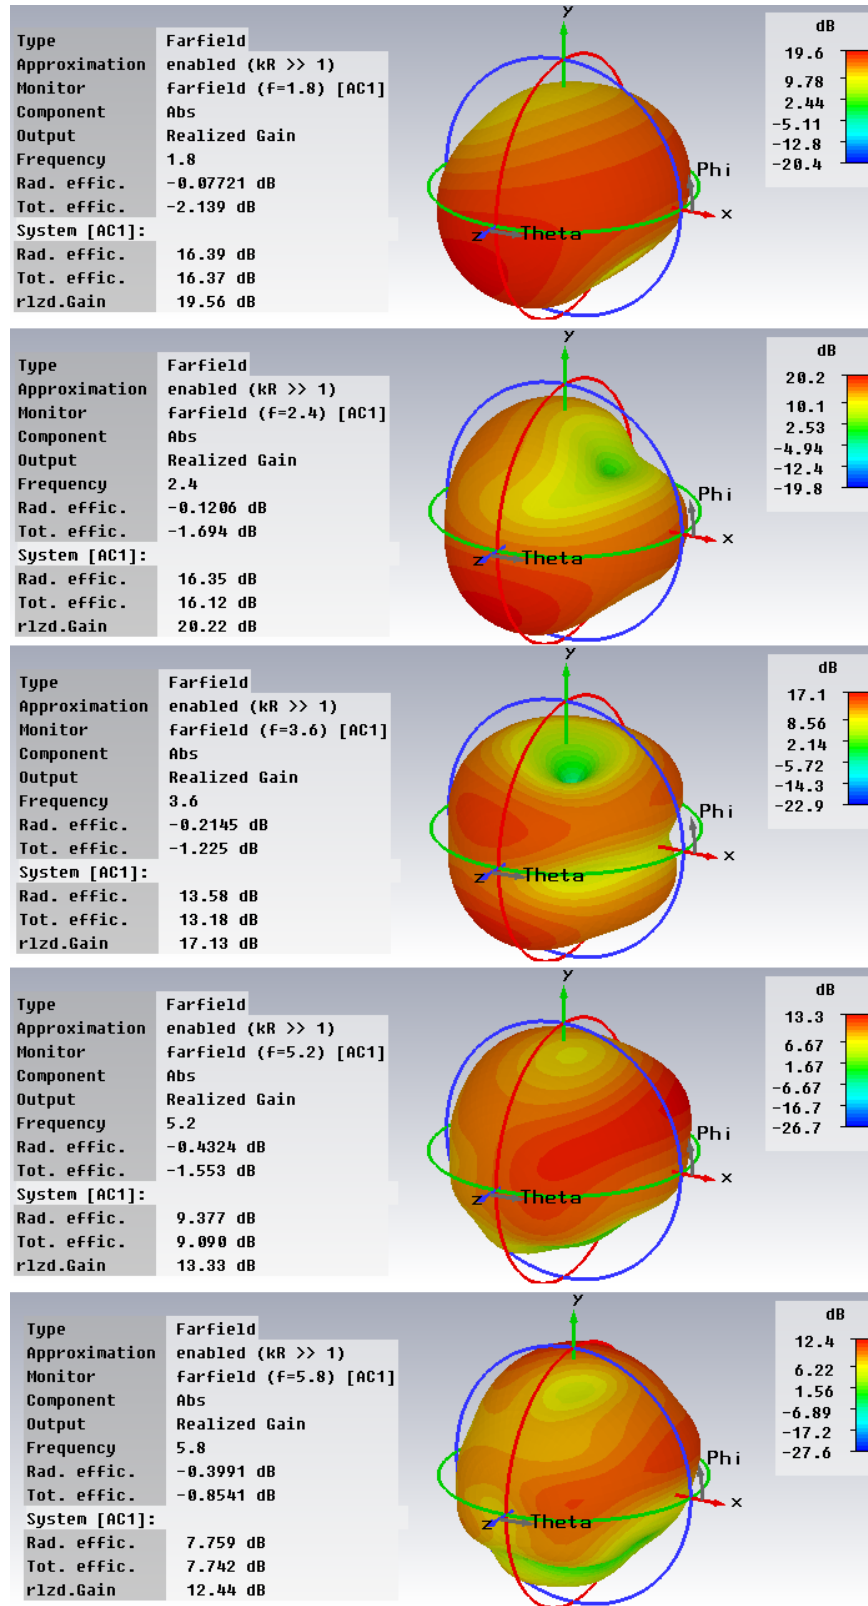 Type Farfield
Approximation enabled (kR >> 1)
Monitor farfield (f=1.8) [AC1]
Component Abs
Output Realized Gain
Frequency 1.8
Rad. effic. -0.07721 dB
Tot. effic. -2.139 dB
System [AC1]:
Rad. effic. 16.39 dB
Tot. effic. 16.37 dB
rlzd.Gain 19.56 dB
y
Phi
x
z Theta
dB
19.6
9.78
2.44
-5.11
-12.8
-20.4
Type Farfield
Approximation enabled (kR >> 1)
Monitor farfield (f=2.4) [AC1]
Component Abs
Output Realized Gain
Frequency 2.4
Rad. effic. -0.1206 dB
Tot. effic. -1.694 dB
System [AC1]:
Rad. effic. 16.35 dB
Tot. effic. 16.12 dB
rlzd.Gain 20.22 dB
y
Phi
x
z Theta
dB
20.2
10.1
2.53
-4.94
-12.4
-19.8
Type Farfield
Approximation enabled (kR >> 1)
Monitor farfield (f=3.6) [AC1]
Component Abs
Output Realized Gain
Frequency 3.6
Rad. effic. -0.2145 dB
Tot. effic. -1.225 dB
System [AC1]:
Rad. effic. 13.58 dB
Tot. effic. 13.18 dB
rlzd.Gain 17.13 dB
y
Phi
x
z Theta
dB
17.1
8.56
2.14
-5.72
-14.3
-22.9
Type Farfield
Approximation enabled (kR >> 1)
Monitor farfield (f=5.2) [AC1]
Component Abs
Output Realized Gain
Frequency 5.2
Rad. effic. -0.4324 dB
Tot. effic. -1.553 dB
System [AC1]:
Rad. effic. 9.377 dB
Tot. effic. 9.090 dB
rlzd.Gain 13.33 dB
y
Phi
x
z Theta
dB
13.3
6.67
1.67
-6.67
-16.7
-26.7
Type Farfield
Approximation enabled (kR >> 1)
Monitor farfield (f=5.8) [AC1]
Component Abs
Output Realized Gain
Frequency 5.8
Rad. effic. -0.3991 dB
Tot. effic. -0.8541 dB
System [AC1]:
Rad. effic. 7.759 dB
Tot. effic. 7.742 dB
rlzd.Gain 12.44 dB
y
Phi
x
z Theta
dB
12.4
6.22
1.56
-6.89
-17.2
-27.6